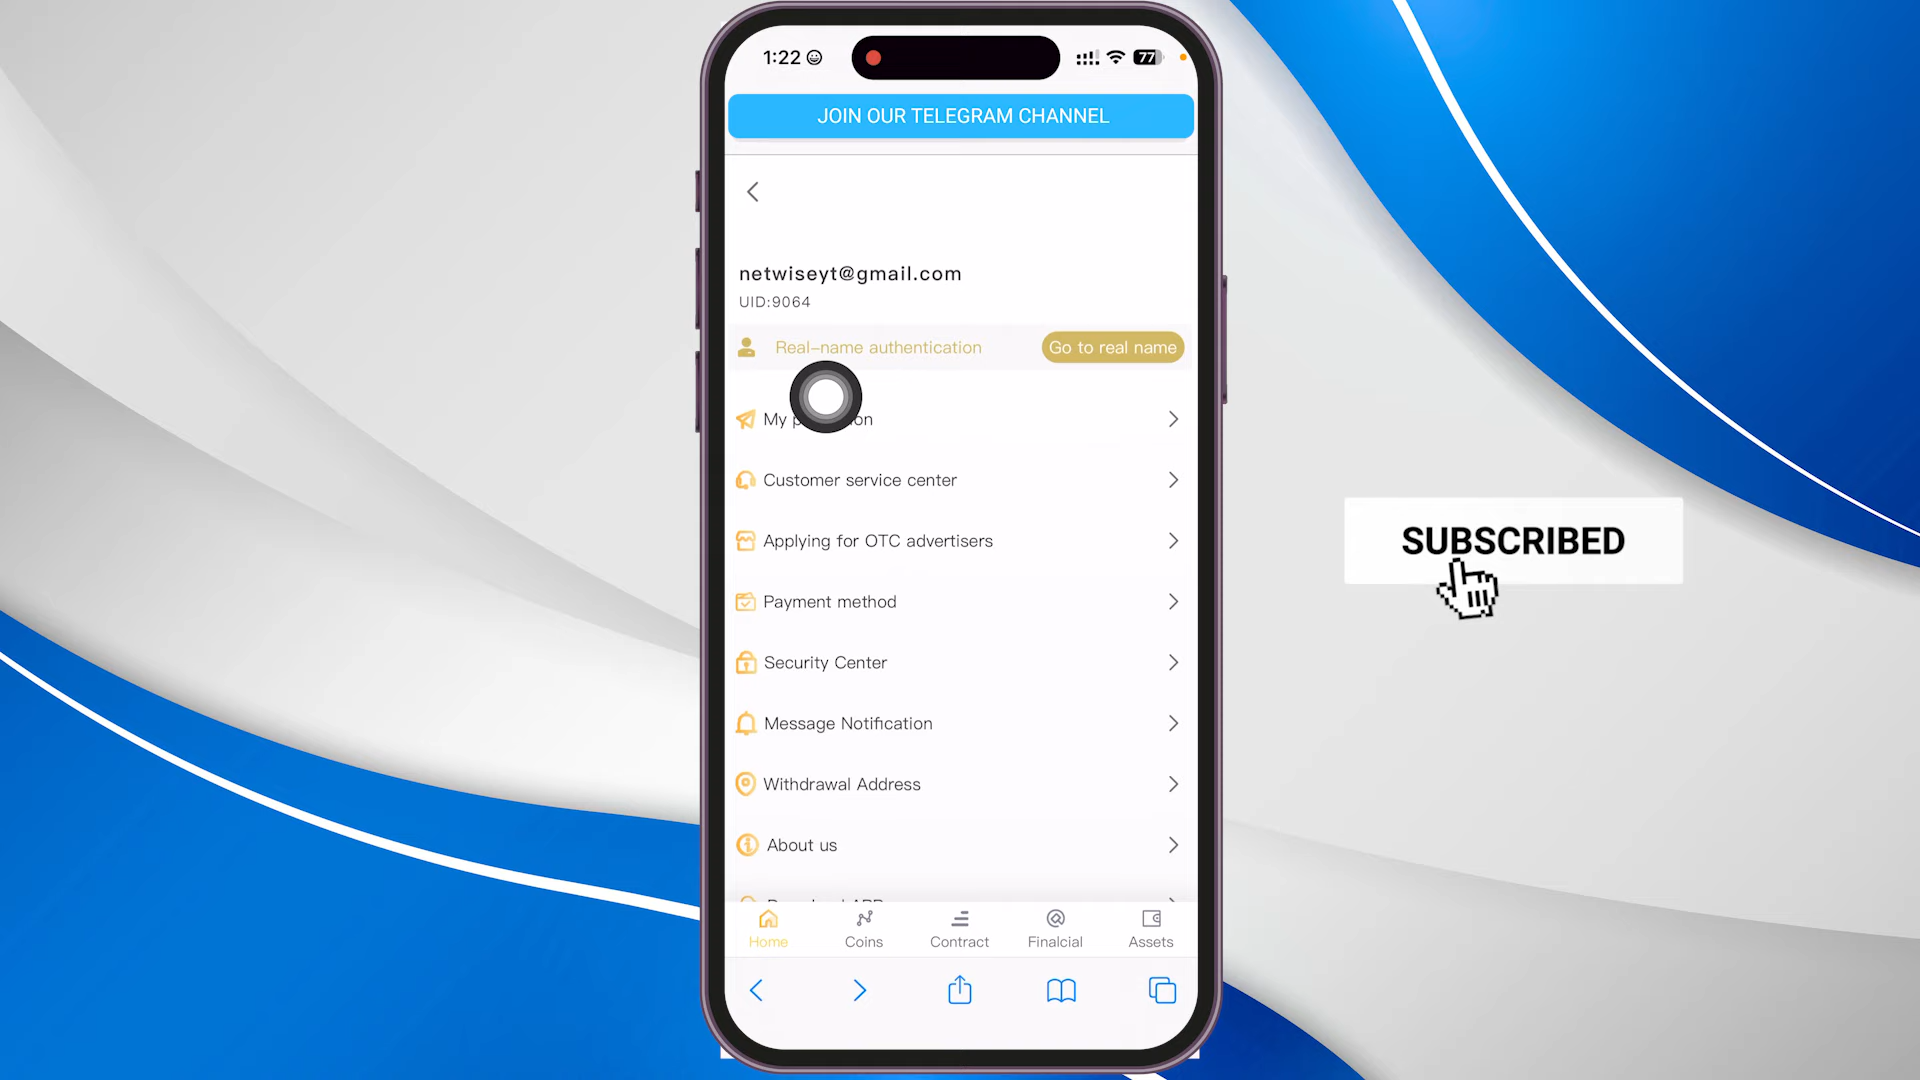 1:22
77
JOIN OUR TELEGRAM CHANNEL
netwiseyt@gmail.com
UID:9064
Real-name authentication
Go to real name
My
Customer service center
Applying for OTC advertisers
Payment method
Security Center
Message Notification
Withdrawal Address
About us
Home
Coins
Contract
Finalcial
Assets
SUBSCRIBED